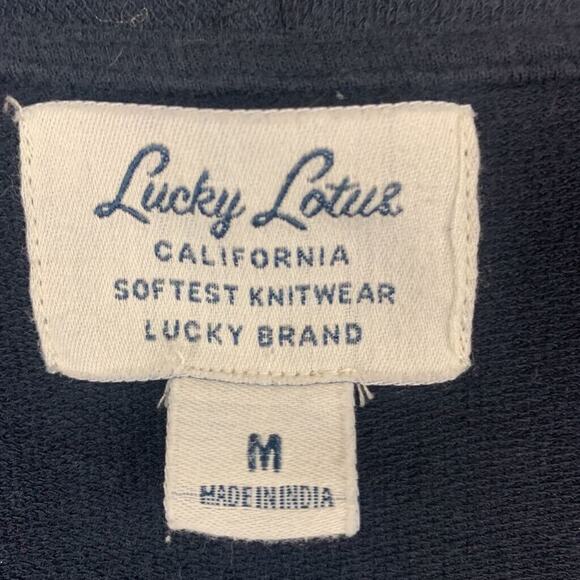 Lucky Lotus
CALIFORNIA
SOFTEST KNITWEAR
LUCKY BRAND
M
MADE IN INDIA